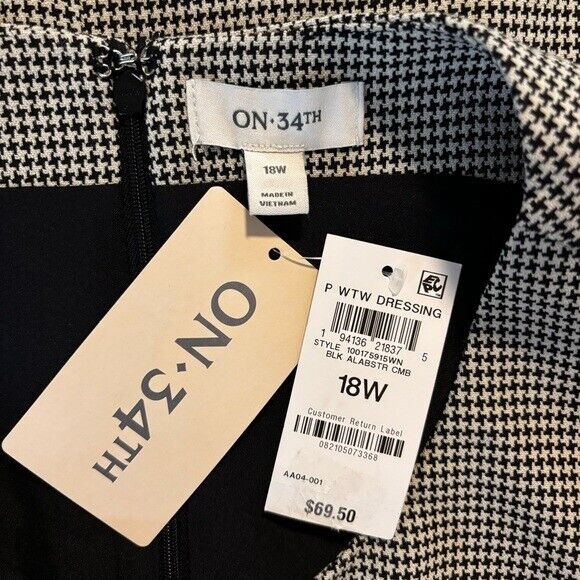 ON•34TH
18W
MADE IN
VIETNAM
ON•34TH
P WTW DRESSING
1 94136 21837 5
STYLE 100175915WN
BLK ALABSTR CMB
18W
Customer Return Label
082105073368
AA04-001
$69.50